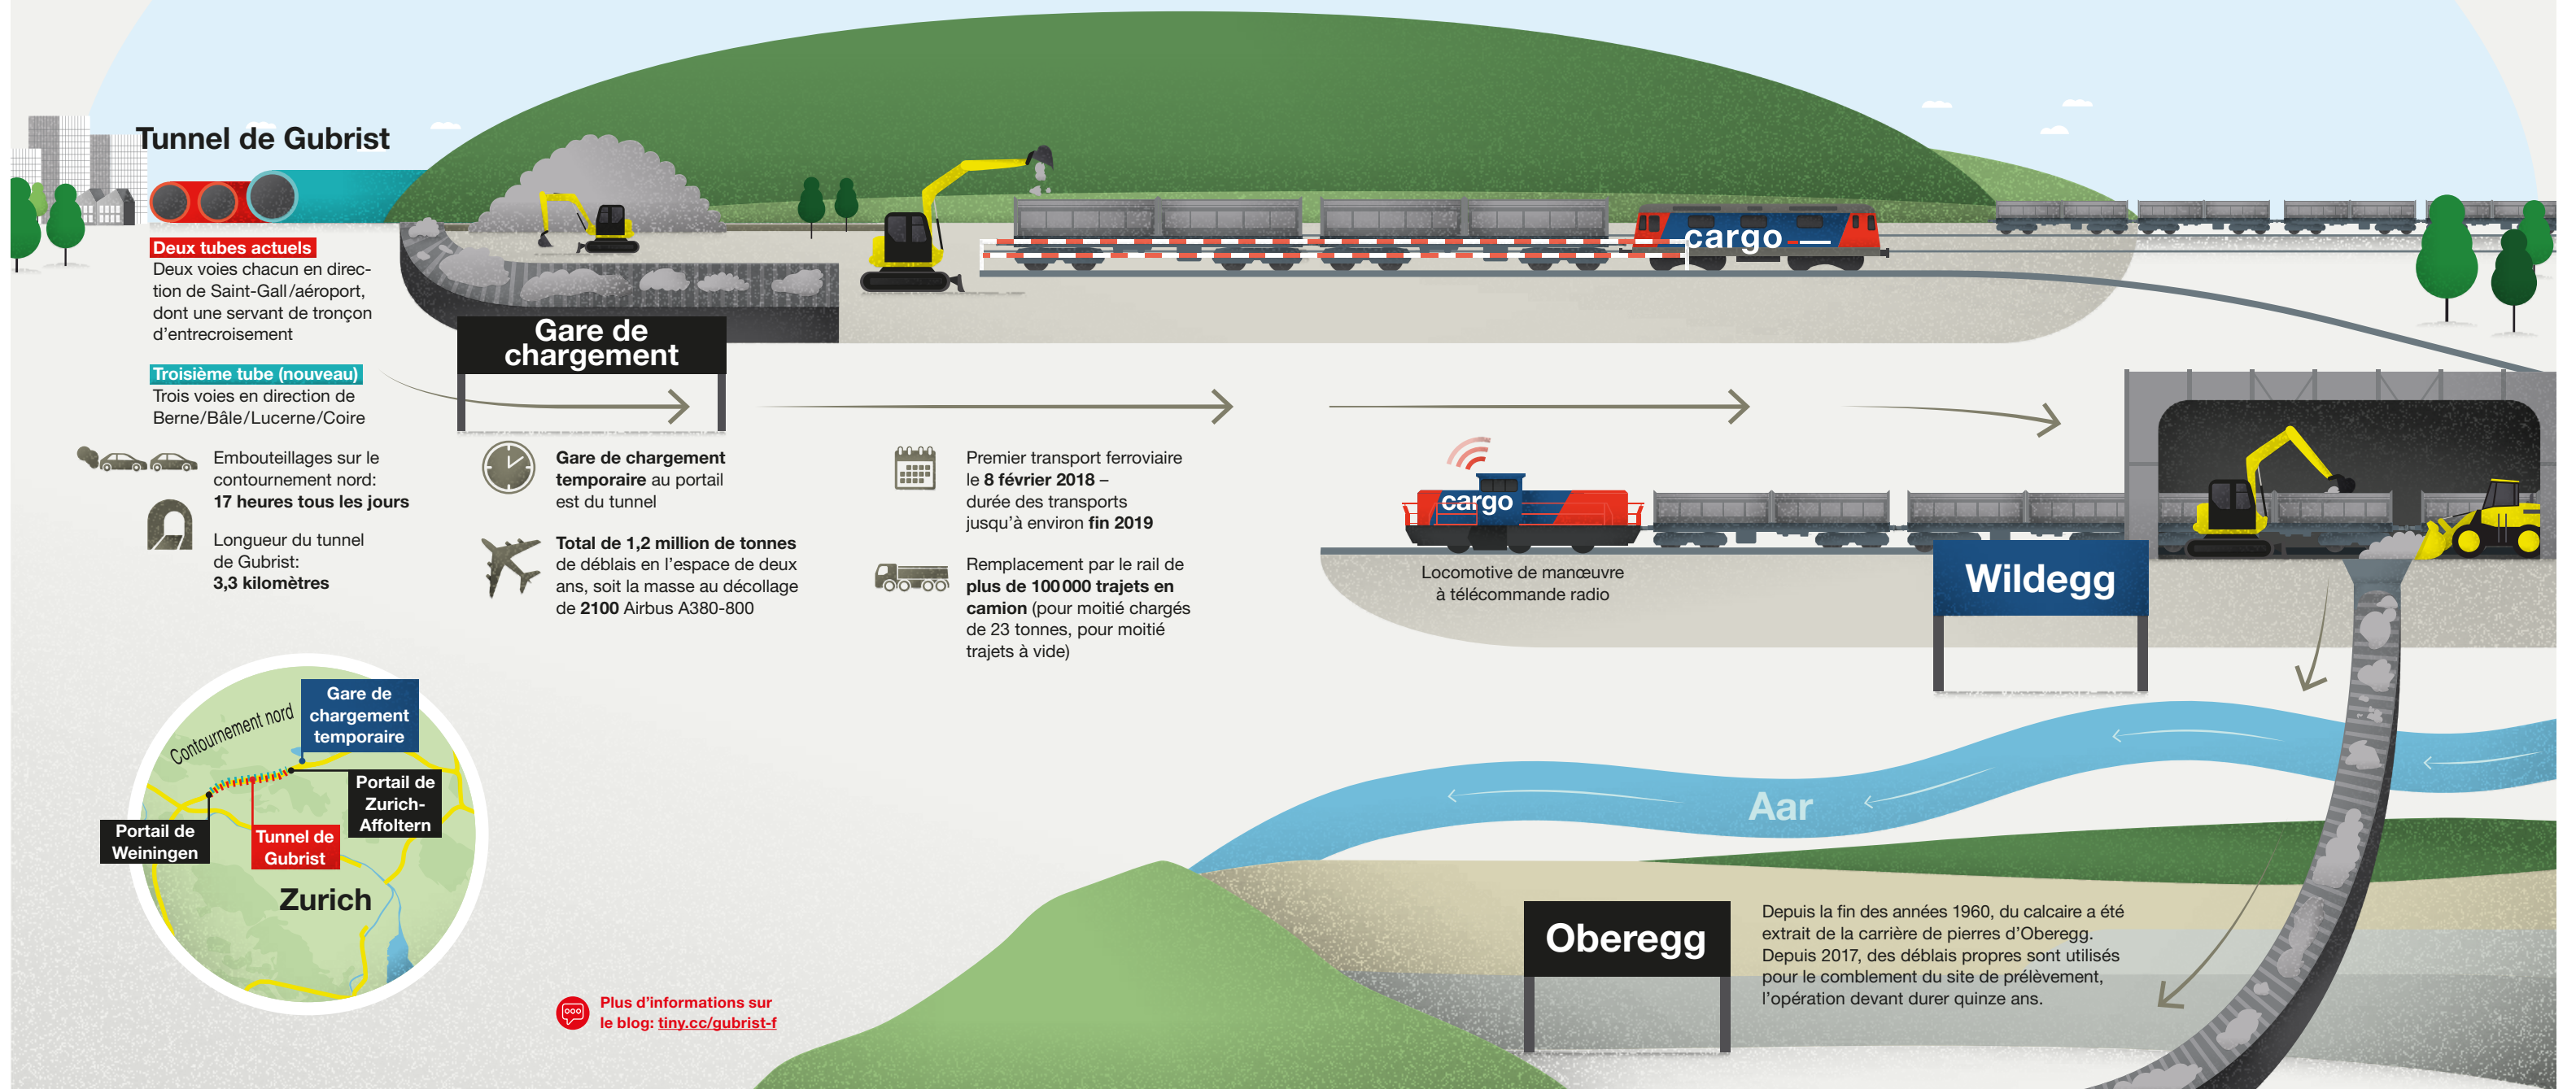 Tunnel de Gubrist
Deux tubes actuels
Deux voies chacun en direc-
tion de Saint-Gall/aéroport,
dont une servant de tronçon
d'entrecroisement
Troisième tube (nouveau)
Trois voies en direction de
Berne/Bâle/Lucerne/Coire
Embouteillages sur le
contournement nord:
17 heures tous les jours
Longueur du tunnel
de Gubrist:
3,3 kilomètres
Gare de
chargement
Gare de chargement
temporaire au portail
est du tunnel
Total de 1,2 million de tonnes
de déblais en l'espace de deux
ans, soit la masse au décollage
de 2100 Airbus A380-800
cargo
Premier transport ferroviaire
le 8 février 2018 –
durée des transports
jusqu'à environ fin 2019
Remplacement par le rail de
plus de 100 000 trajets en
camion (pour moitié chargés
de 23 tonnes, pour moitié
trajets à vide)
cargo
Locomotive de manœuvre
à télécommande radio
Wildegg
Contournement nord
Gare de
chargement
temporaire
Portail de
Zurich-
Affoltern
Portail de
Weiningen
Tunnel de
Gubrist
Zurich
Aar
Oberegg
Depuis la fin des années 1960, du calcaire a été
extrait de la carrière de pierres d'Oberegg.
Depuis 2017, des déblais propres sont utilisés
pour le comblement du site de prélèvement,
l'opération devant durer quinze ans.
Plus d'informations sur
le blog: tiny.cc/gubrist-f